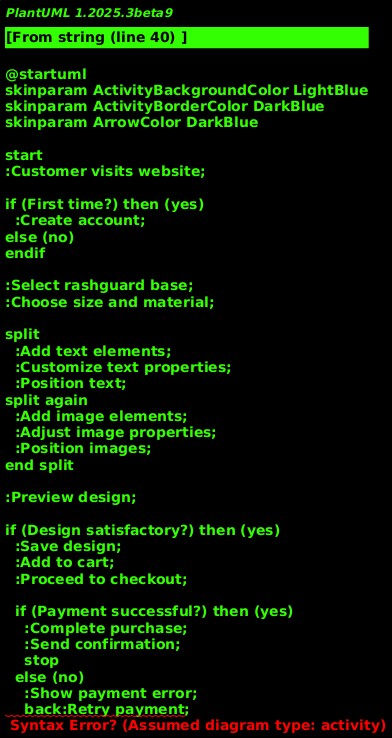 PlantUML 1.2025.3beta9
[From string (line 40) ]
@startuml
skinparam ActivityBackgroundColor LightBlue
skinparam ActivityBorderColor DarkBlue
skinparam ArrowColor DarkBlue
start
:Customer visits website;
if (First time?) then (yes)
:Create account;
else (no)
endif
:Select rashguard base;
:Choose size and material;
split
:Add text elements;
:Customize text properties;
:Position text;
split again
:Add image elements;
:Adjust image properties;
:Position images;
end split
:Preview design;
if (Design satisfactory?) then (yes)
:Save design;
:Add to cart;
:Proceed to checkout;
if (Payment successful?) then (yes)
:Complete purchase;
:Send confirmation;
stop
else (no)
:Show payment error;
back:Retry payment;
Syntax Error? (Assumed diagram type: activity)